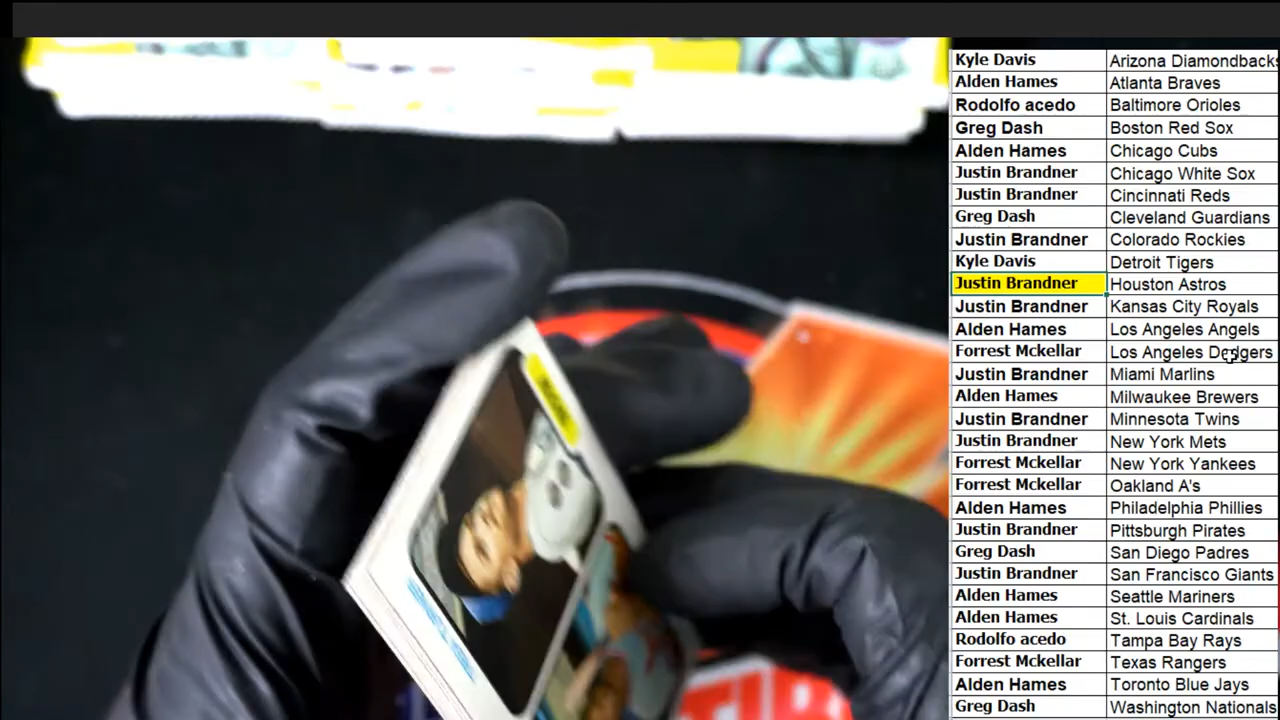 Kyle Davis Arizona Diamondbacks
Alden Hames Atlanta Braves
Rodolfo acedo Baltimore Orioles
Greg Dash Boston Red Sox
Alden Hames Chicago Cubs
Justin Brandner Chicago White Sox
Justin Brandner Cincinnati Reds
Greg Dash Cleveland Guardians
Justin Brandner Colorado Rockies
Kyle Davis Detroit Tigers
Justin Brandner Houston Astros
Justin Brandner Kansas City Royals
Alden Hames Los Angeles Angels
Forrest Mckellar Los Angeles Dodgers
Justin Brandner Miami Marlins
Alden Hames Milwaukee Brewers
Justin Brandner Minnesota Twins
Justin Brandner New York Mets
Forrest Mckellar New York Yankees
Forrest Mckellar Oakland A's
Alden Hames Philadelphia Phillies
Justin Brandner Pittsburgh Pirates
Greg Dash San Diego Padres
Justin Brandner San Francisco Giants
Alden Hames Seattle Mariners
Alden Hames St. Louis Cardinals
Rodolfo acedo Tampa Bay Rays
Forrest Mckellar Texas Rangers
Alden Hames Toronto Blue Jays
Greg Dash Washington Nationals